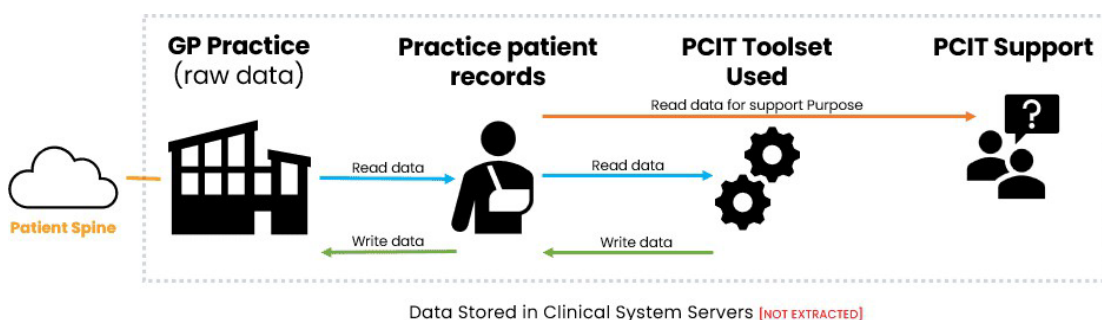 GP Practice
(raw data)
Practice patient
records
PCIT Toolset
Used
PCIT Support
Read data for support Purpose
?
Read data
Read data
Patient Spine
Write data
Write data
Data Stored in Clinical System Servers [NOT EXTRACTED]